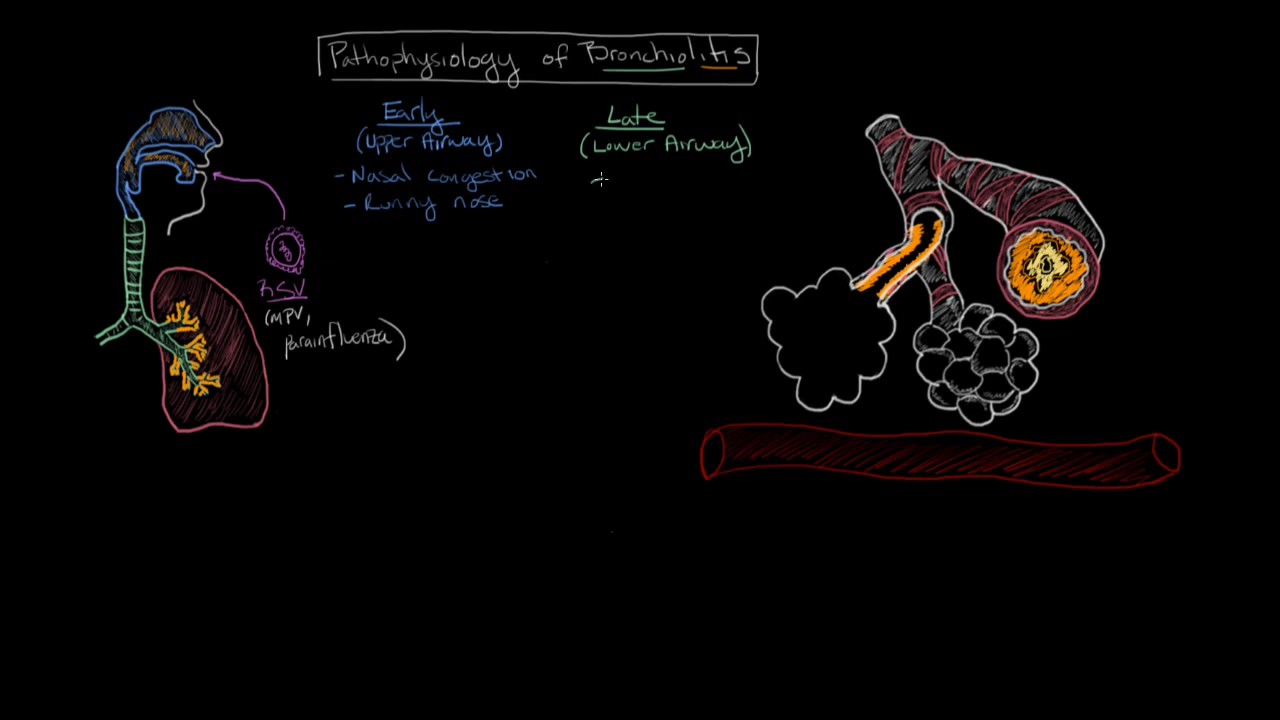 Pathophysiology of Bronchiolitis
Early
(Upper Airway)
- Nasal congestion
- Runny nose
Late
(Lower Airway)
-
RSV
(MPV,
parainfluenza)